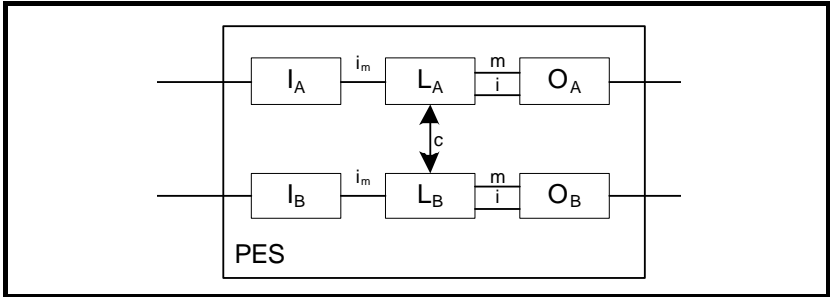 I_A i_m L_A m i O_A
c
I_B i_m L_B m i O_B
PES